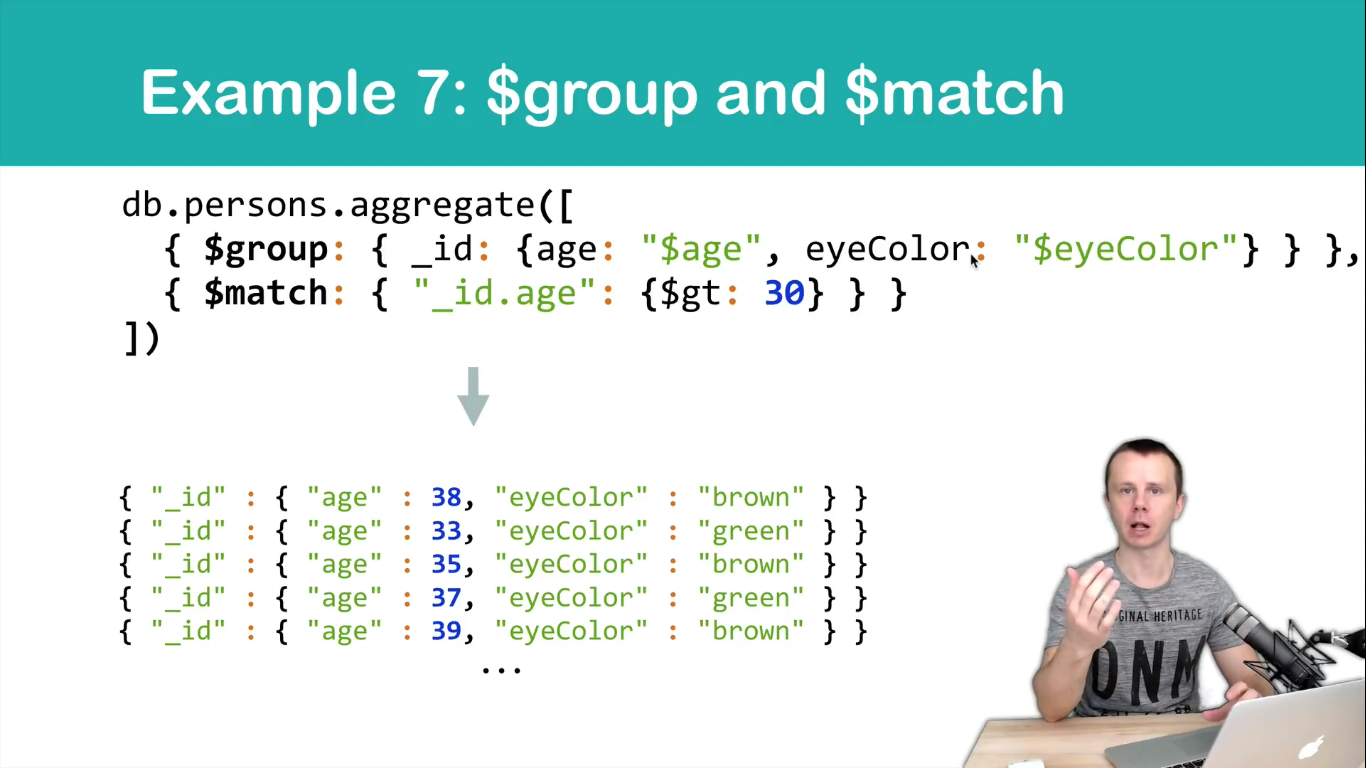 Example 7: $group and $match
db.persons.aggregate([
{ $group: { _id: {age: "$age", eyeColor: "$eyeColor"} } },
{ $match: { "_id.age": {$gt: 30} } }
])
{ "_id" : { "age" : 38, "eyeColor" : "brown" } }
{ "_id" : { "age" : 33, "eyeColor" : "green" } }
{ "_id" : { "age" : 35, "eyeColor" : "brown" } }
{ "_id" : { "age" : 37, "eyeColor" : "green" } }
{ "_id" : { "age" : 39, "eyeColor" : "brown" } }
...
GINAL HERITAGE
ONM